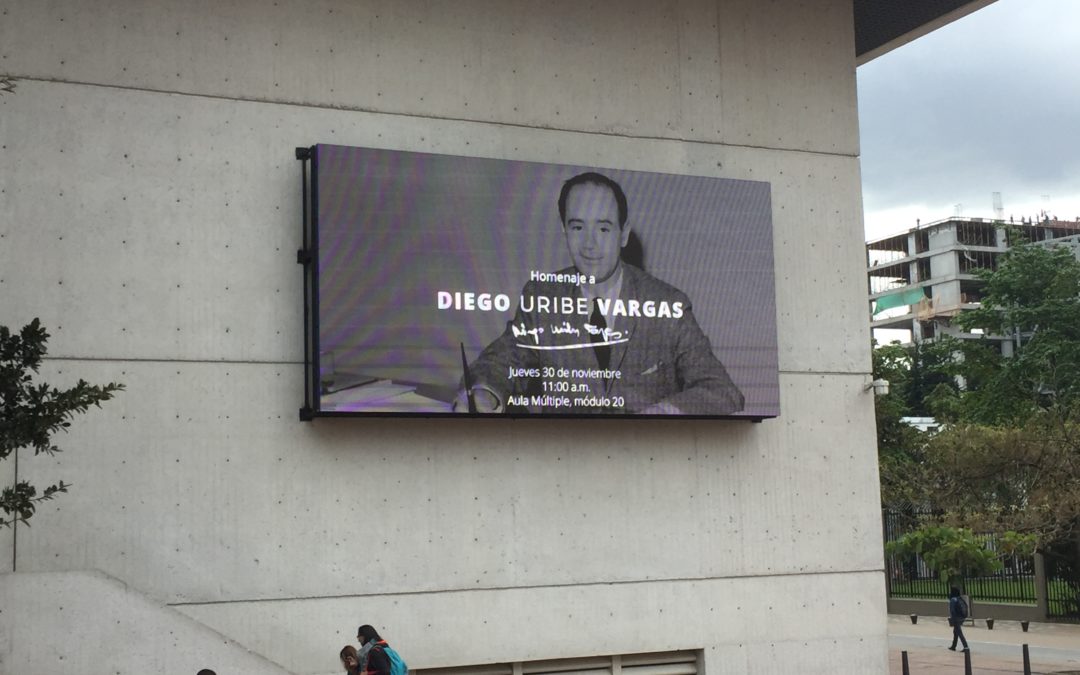 Homenaje a
DIEGO URIBE VARGAS
Jueves 30 de noviembre
11:00 a.m.
Aula Múltiple, módulo 20